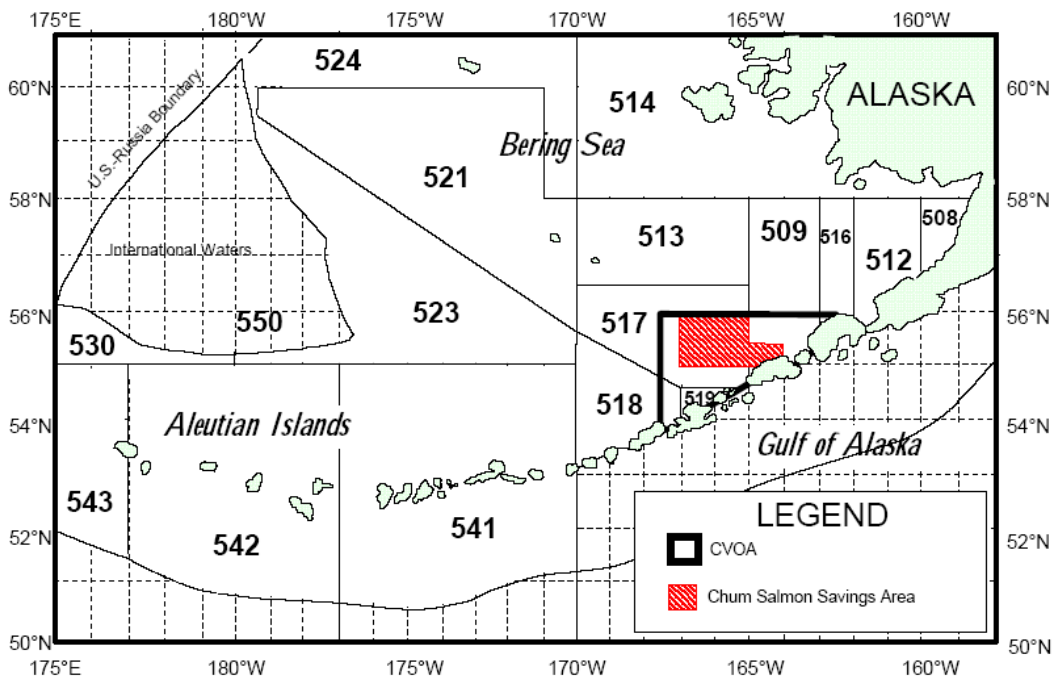 175°E 180°W 175°W 170°W 165°W 160°W
524
60°N 60°N
ALASKA
514
U.S.-Russia Boundary
Bering Sea
521
58°N 58°N
508
513 509 516
International Waters
512
523
56°N 56°N
550 517
530
519
518
54°N 54°N
Aleutian Islands
Gulf of Alaska
543
541
542
52°N 52°N
LEGEND
CVOA
Chum Salmon Savings Area
50°N 50°N
175°E 180°W 175°W 170°W 165°W 160°W